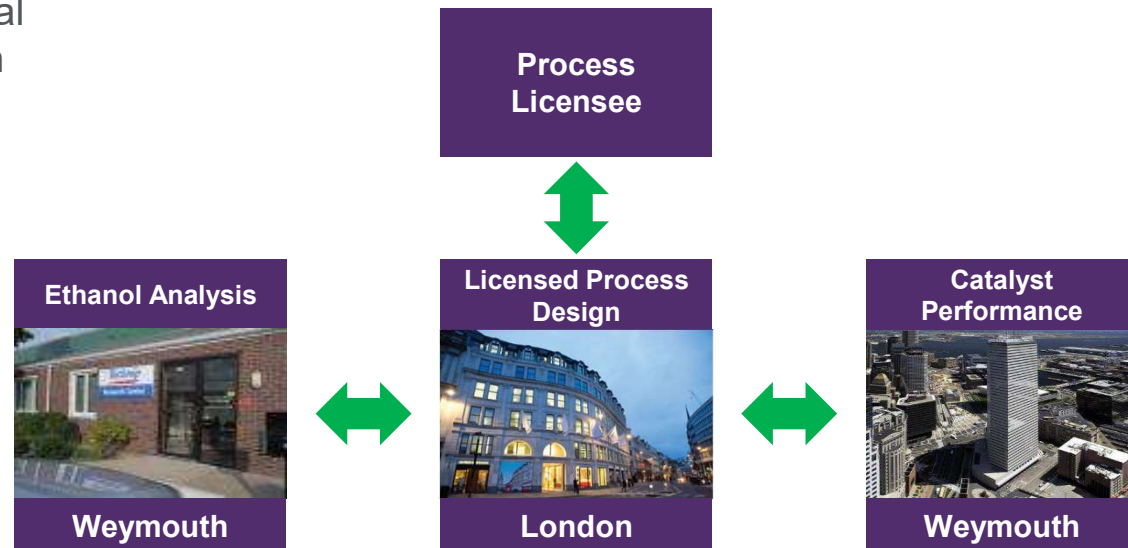 al
Process
Licensee
Ethanol Analysis
Licensed Process
Design
Catalyst
Performance
Weymouth
London
Weymouth